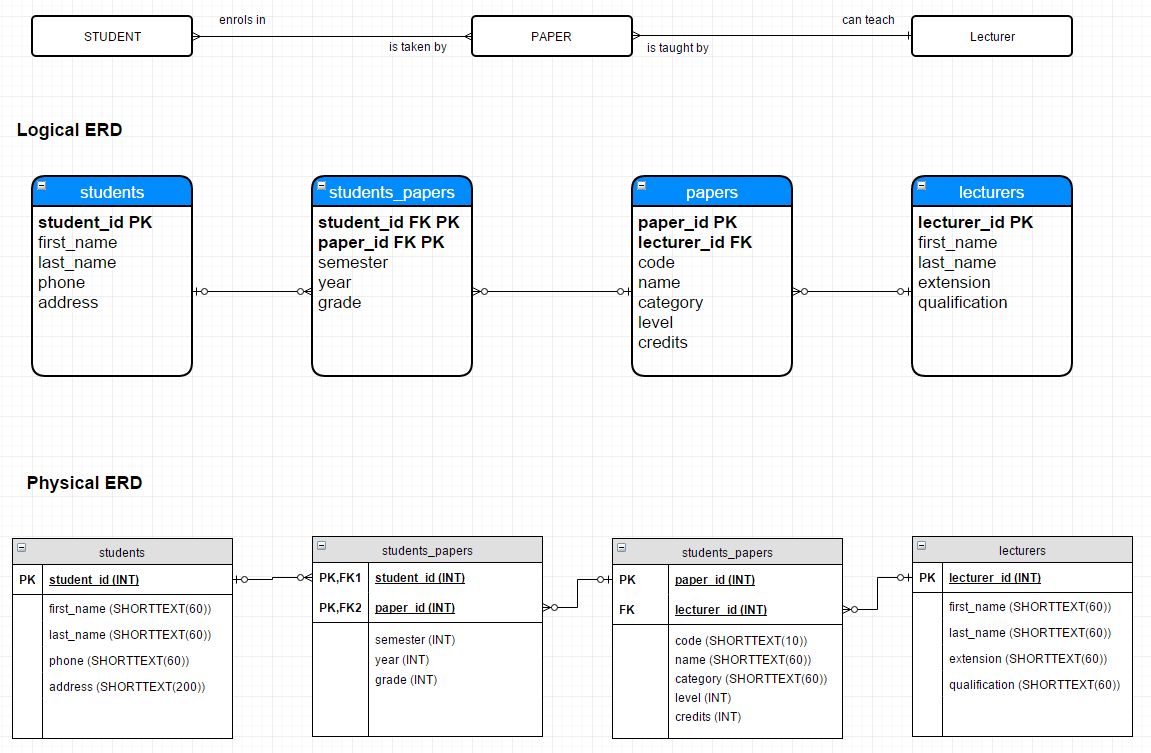 enrols in
can teach
STUDENT
PAPER
Lecturer
is taken by
is taught by
Logical ERD
students
student_id PK
first_name
last_name
phone
address
students_papers
student_id FK PK
paper_id FK PK
semester
year
grade
papers
paper_id PK
lecturer_id FK
code
name
category
level
credits
lecturers
lecturer_id PK
first_name
last_name
extension
qualification
Physical ERD
students
PK student_id (INT)
first_name (SHORTTEXT(60))
last_name (SHORTTEXT(60))
phone (SHORTTEXT(60))
address (SHORTTEXT(200))
students_papers
PK,FK1 student_id (INT)
PK,FK2 paper_id (INT)
semester (INT)
year (INT)
grade (INT)
students_papers
PK paper_id (INT)
FK lecturer_id (INT)
code (SHORTTEXT(10))
name (SHORTTEXT(60))
category (SHORTTEXT(60))
level (INT)
credits (INT)
lecturers
PK lecturer_id (INT)
first_name (SHORTTEXT(60))
last_name (SHORTTEXT(60))
extension (SHORTTEXT(60))
qualification (SHORTTEXT(60))